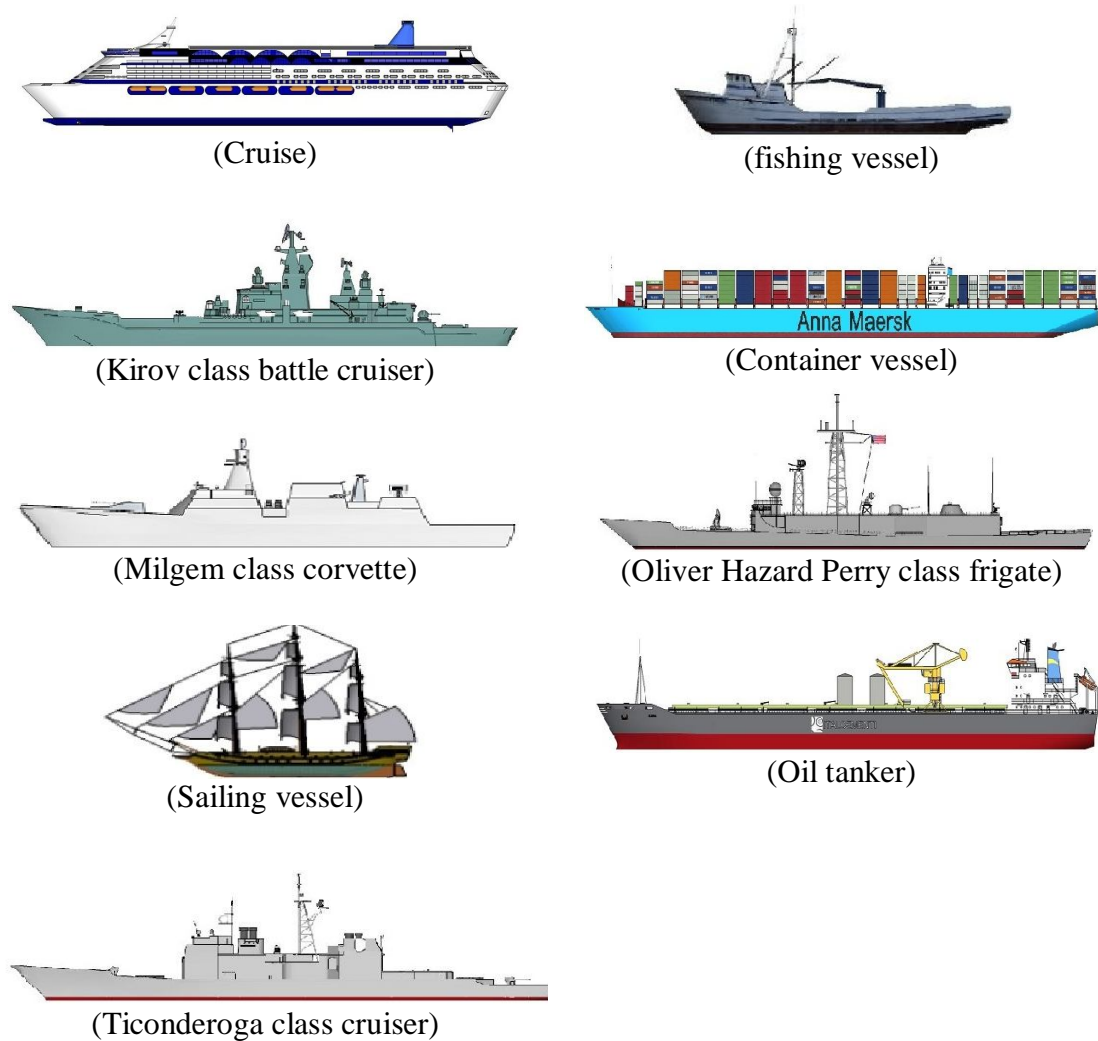 (Cruise)
(fishing vessel)
(Kirov class battle cruiser)
Anna Maersk
(Container vessel)
(Milgem class corvette)
(Oliver Hazard Perry class frigate)
(Sailing vessel)
(Oil tanker)
(Ticonderoga class cruiser)